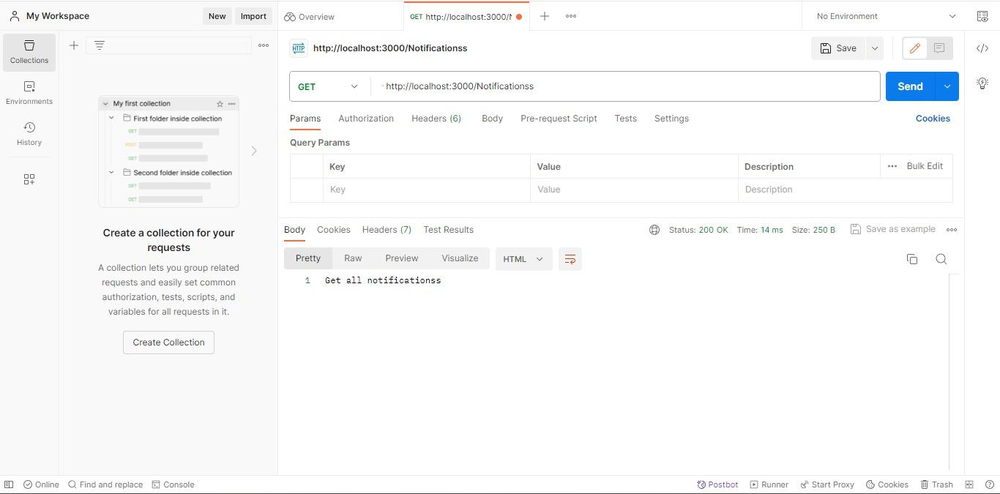 My Workspace New Import Overview GET http://localhost:3000/N No Environment
Collections
Environments
History
My first collection
First folder inside collection
GET
POST
GET
Second folder inside collection
GET
GET
Create a collection for your
requests
A collection lets you group related
requests and easily set common
authorization, tests, scripts, and
variables for all requests in it.
Create Collection
HTTP http://localhost:3000/Notificationss Save
GET http://localhost:3000/Notificationss Send
Params Authorization Headers (6) Body Pre-request Script Tests Settings Cookies
Query Params
Key Value Description Bulk Edit
Key Value Description
Body Cookies Headers (7) Test Results Status: 200 OK Time: 14 ms Size: 250 B Save as example
Pretty Raw Preview Visualize HTML
1 Get all notificationss
Online Find and replace Console Postbot Runner Start Proxy Cookies Trash